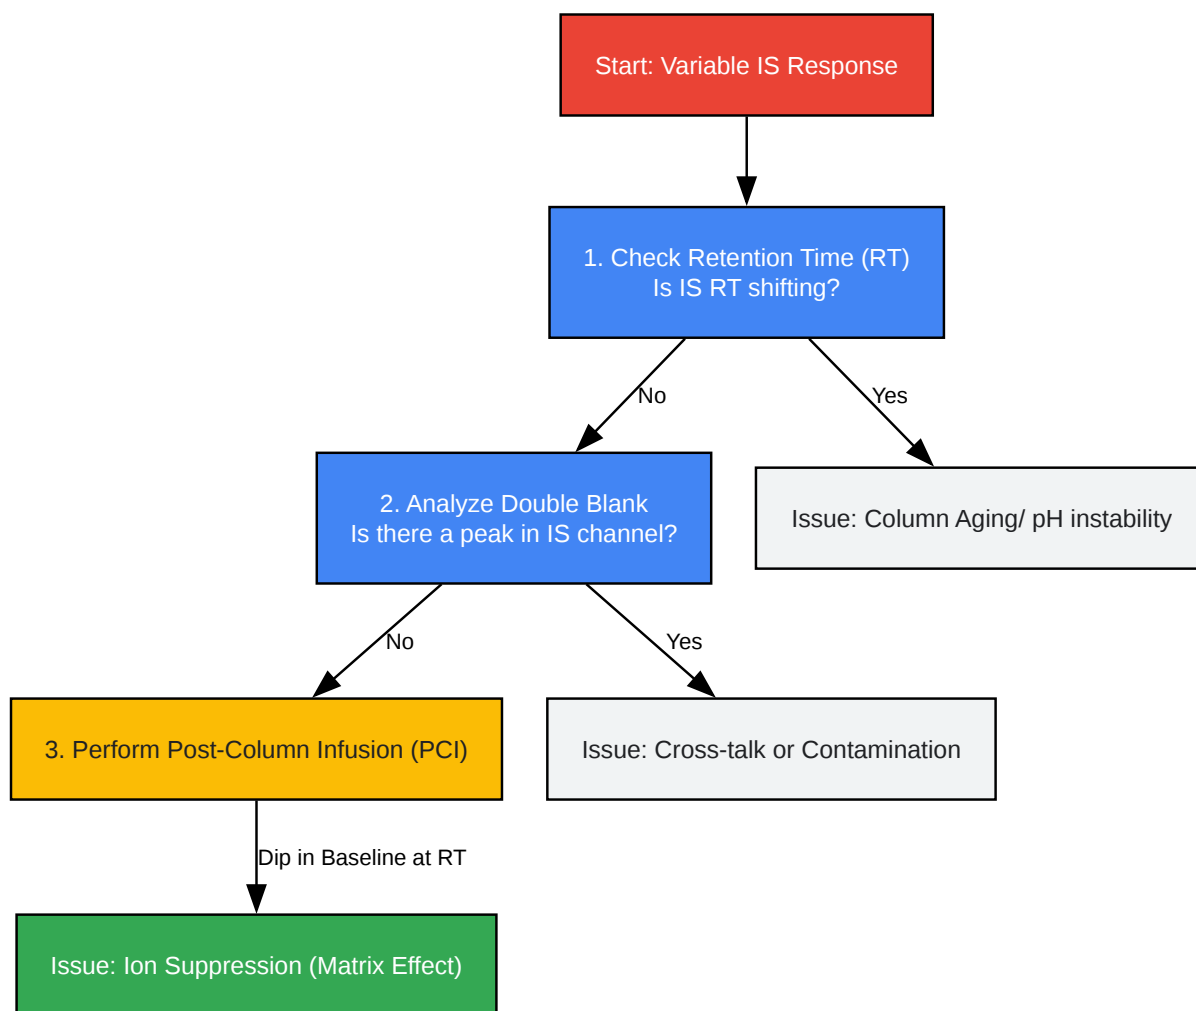 Start: Variable IS Response
1. Check Retention Time (RT)
Is IS RT shifting?
No
Yes
2. Analyze Double Blank
Is there a peak in IS channel?
Issue: Column Aging/ pH instability
No
Yes
3. Perform Post-Column Infusion (PCI)
Issue: Cross-talk or Contamination
Dip in Baseline at RT
Issue: Ion Suppression (Matrix Effect)